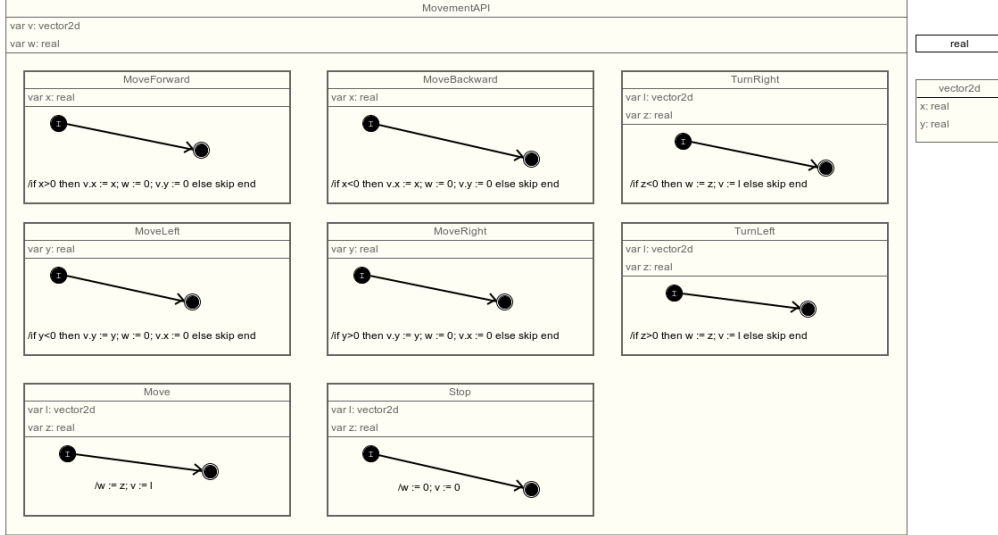 MovementAPI
var v: vector2d
var w: real
real
vector2d
x: real
y: real
MoveForward
var x: real
I
/if x>0 then v.x := x; w := 0; v.y := 0 else skip end
MoveBackward
var x: real
I
/if x<0 then v.x := x; w := 0; v.y := 0 else skip end
TurnRight
var l: vector2d
var z: real
I
/if z<0 then w := z; v := l else skip end
MoveLeft
var y: real
I
/if y<0 then v.y := y; w := 0; v.x := 0 else skip end
MoveRight
var y: real
I
/if y>0 then v.y := y; w := 0; v.x := 0 else skip end
TurnLeft
var l: vector2d
var z: real
I
/if z>0 then w := z; v := l else skip end
Move
var l: vector2d
var z: real
I
/w := z; v := l
Stop
var l: vector2d
var z: real
I
/w := 0; v := 0